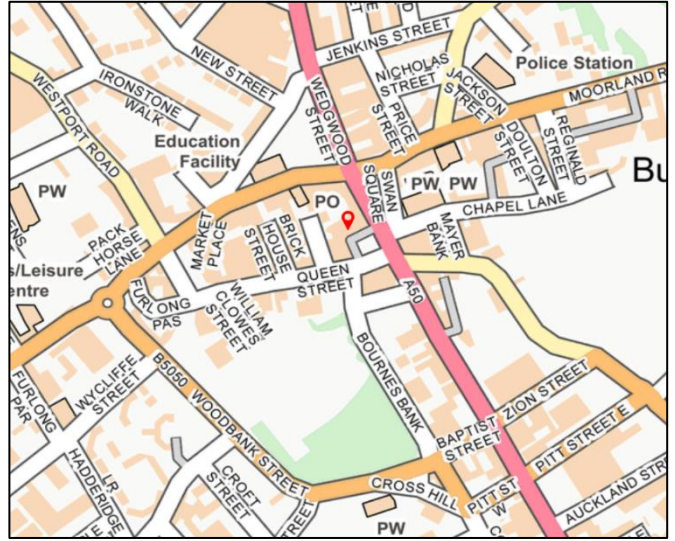 JENKINS STREET
NEW STREET
NICHOLAS
STREET
JACKSON
STREET
Police Station
MOORLAND R
WESTPORT ROAD
IRONSTONE
WALK
WEDGWOOD
STREET
PRICE
STREET
DOULTON
STREET
REGINALD
STREET
Education
Facility
PW
SWAN
SQUARE
PW
PW
Bu
PO
CHAPEL LANE
MARKET
PLACE
BRICK
HOUSE
STREET
MAYER
BANK
PACK
HORSE
LANE
ENS
s/Leisure
entre
FURLONG
PAS
QUEEN
STREET
A50
WILLIAM
CLOWES
STREET
BOURNES BANK
B5050
WOODBANK STREET
WYCLIFFE
STREET
FURLONG
PAR
LR
HADDERIDGE
CROFT
STREET
STREET
CROSS HILL
BAPTIST
STREET
ZION STREET
PITT STREET E
PITT ST
W
AUCKLAND STR
PW